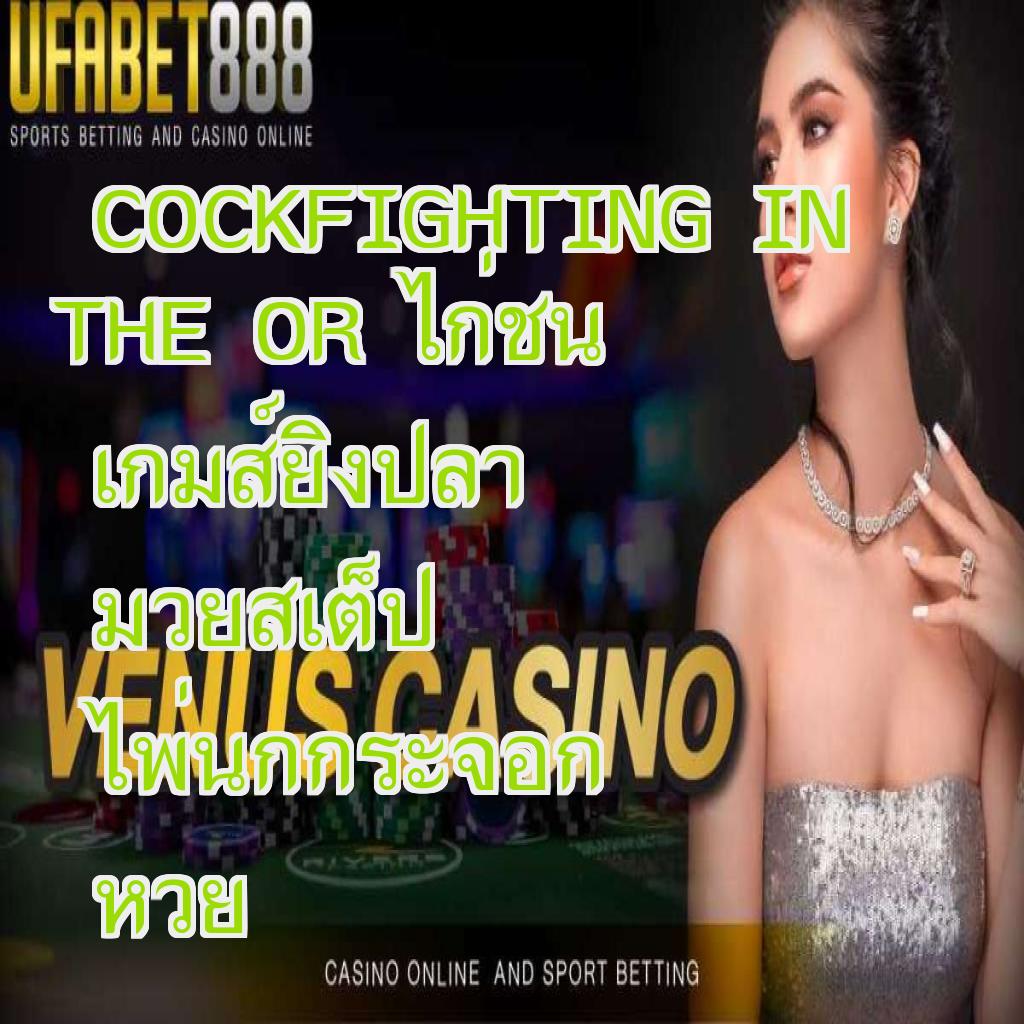 UFABET888
SPORTS BETTING AND CASINO ONLINE
COCKFIGHTING IN
THE OR ไก่ชน
เกมส์ยิงปลา
มวยสเต็ป
VENUS CASINO
ไพ่นกกระจอก
หวย
CASINO ONLINE AND SPORT BETTING